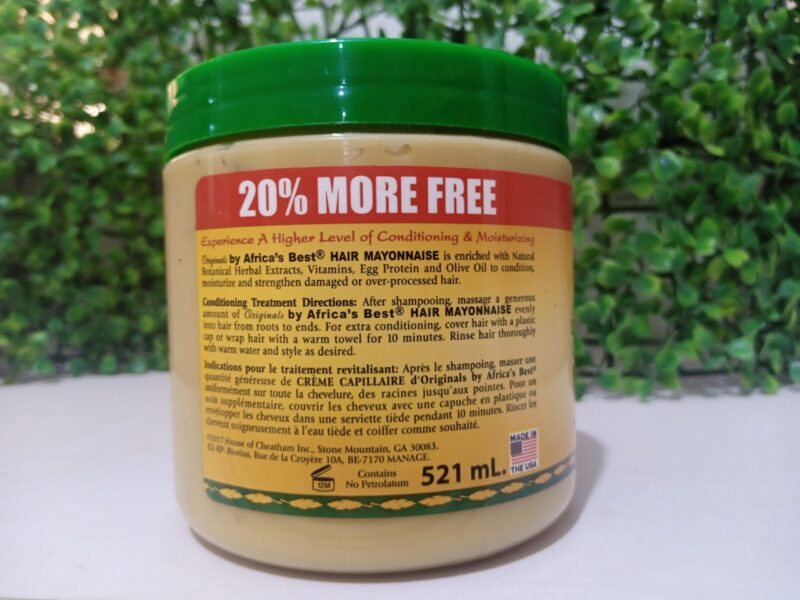 20% MORE FREE
Experience A Higher Level of Conditioning & Moisturizing
Originals by Africa's Best® HAIR MAYONNAISE is enriched with Natural
Botanical Herbal Extracts, Vitamins, Egg Protein and Olive Oil to condition,
moisturize and strengthen damaged or over-processed hair.
Conditioning Treatment Directions: After shampooing, massage a generous
amount of Originals by Africa's Best® HAIR MAYONNAISE evenly
into hair from roots to ends. For extra conditioning, cover hair with a plastic
cap or wrap hair with a warm towel for 10 minutes. Rinse hair thoroughly
with warm water and style as desired.
Indications pour le traitement revitalisant: Après le shampoing, masser une
quantité généreuse de CRÈME CAPILLAIRE d'Originals by Africa's Best®
uniformément sur toute la chevelure, des racines jusqu'aux pointes. Pour un
soin supplémentaire, couvrir les cheveux avec une capuche en plastique ou
envelopper les cheveux dans une serviette tiède pendant 10 minutes. Rincer les
cheveux soigneusement à l'eau tiède et coiffer comme souhaité.
©2017 House of Cheatham Inc., Stone Mountain, GA 30083.
EU RP: Biorius, Rue de la Croyère 10A, BE-7170 MANAGE.
12M
Contains
No Petrolatum
521 mL.
MADE IN
THE USA